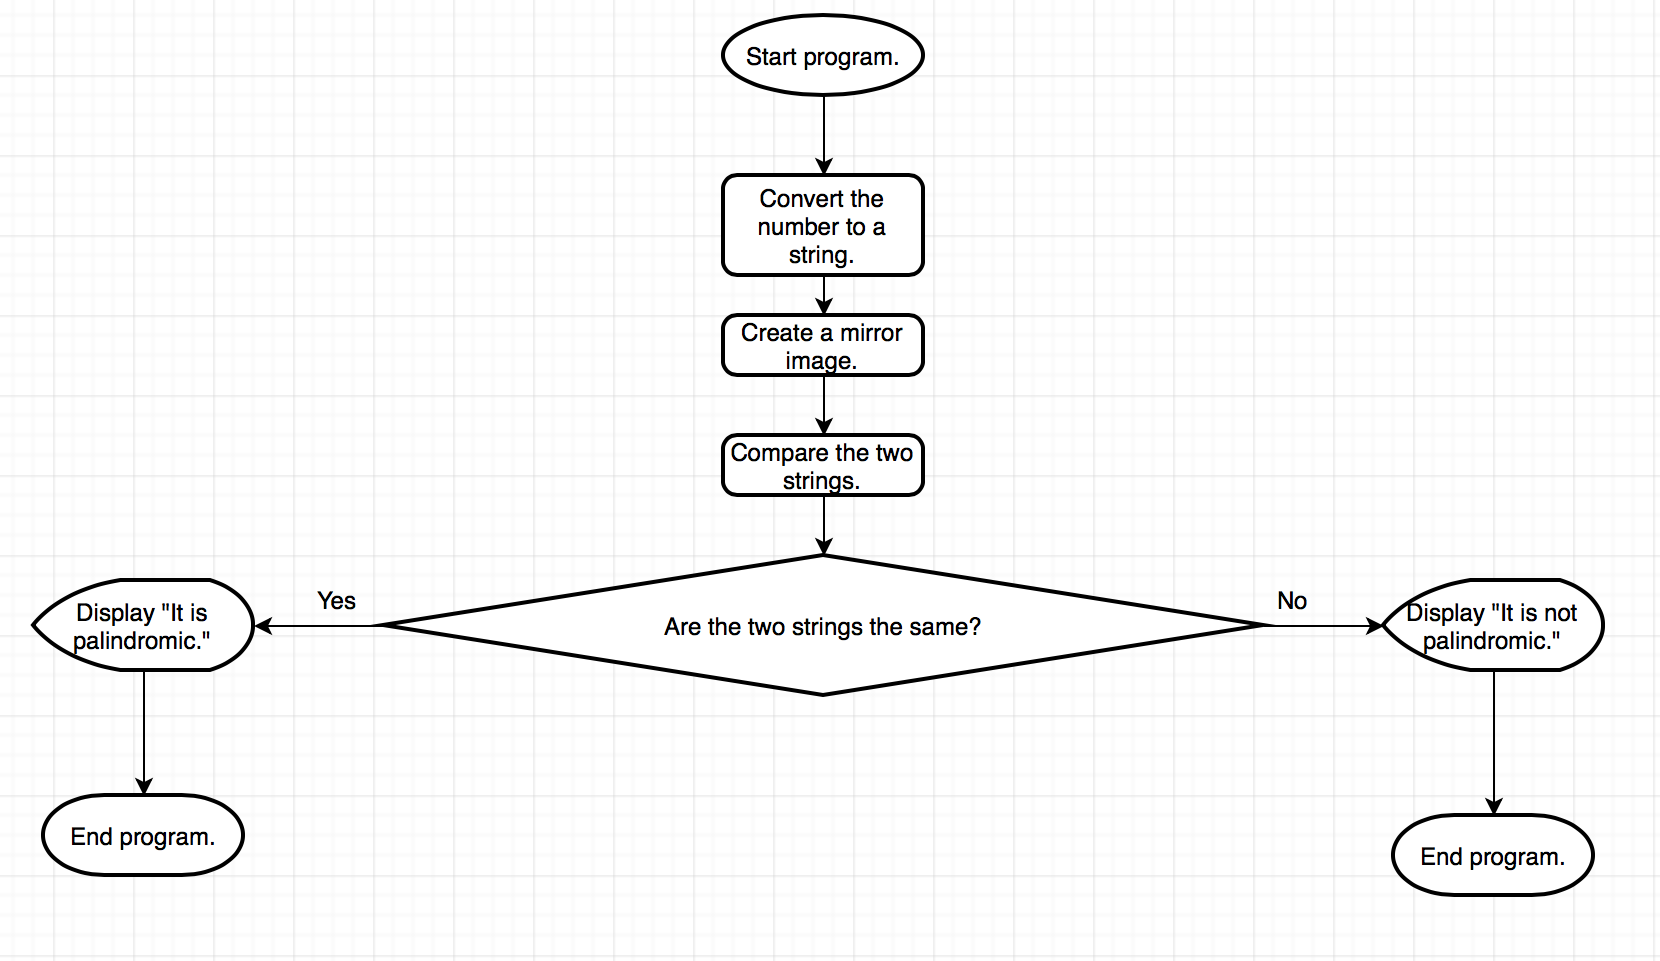 Start program.
Convert the
number to a
string.
Create a mirror
image.
Compare the two
strings.
Are the two strings the same?
Yes
No
Display "It is
palindromic."
Display "It is not
palindromic."
End program.
End program.